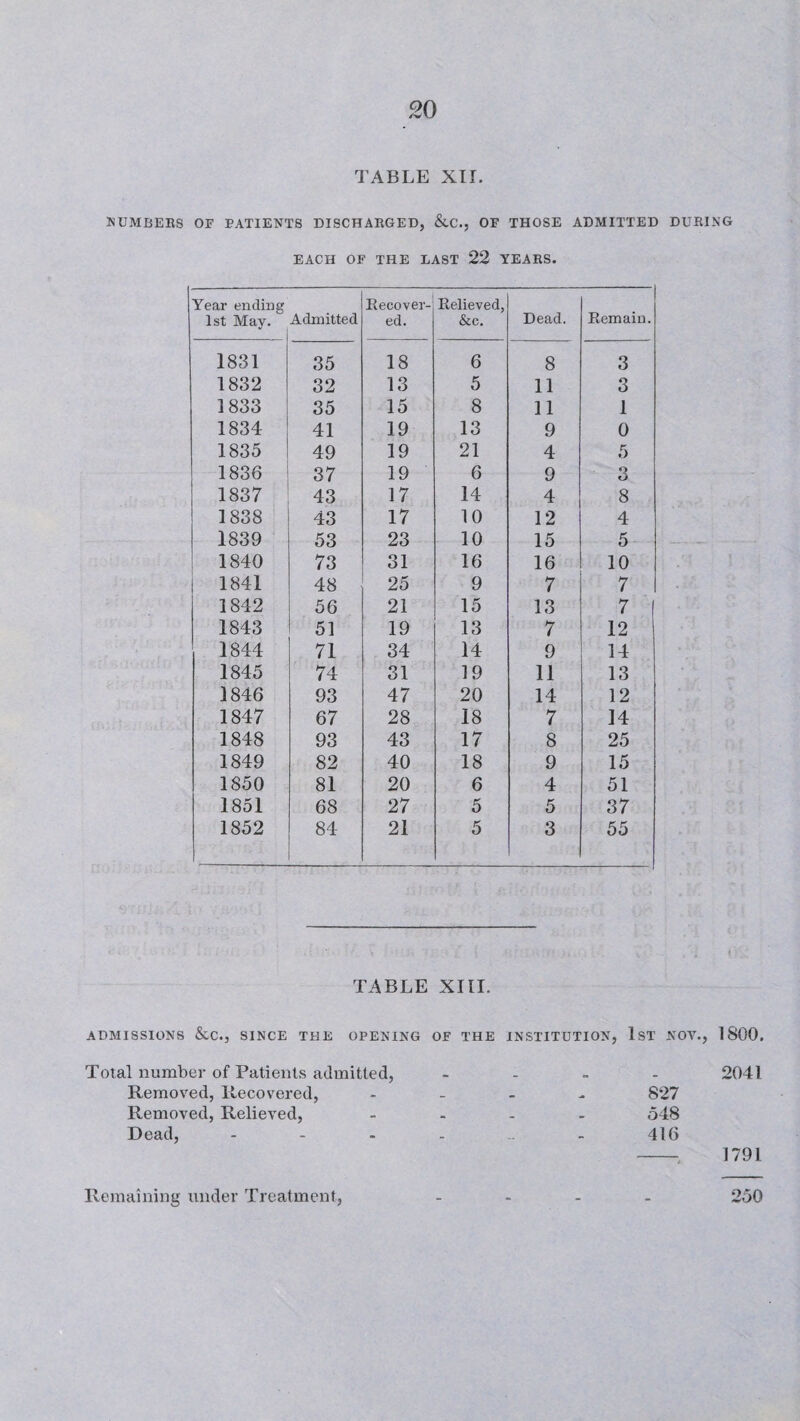 20
TABLE XII.
NUMBERS OF PATIENTS DISCHARGED, &C., OF THOSE ADMITTED DURING
EACH OF THE LAST 22 YEARS.
Year ending 1st May. Admitted Recover-ed. Relieved, &c. Dead. Remain.
1831 35 18 6 8 3
1832 32 13 5 11 3
1833 35 15 8 11 1
1834 41 19 13 9 0
1835 49 19 21 4 5
1836 37 19 6 9 3
1837 43 17 14 4 8
1838 43 17 10 12 4
1839 53 23 10 15 5
1840 73 31 16 16 10
1841 48 25 9 7 7
1842 56 21 15 13 7
1843 51 19 13 7 12
1844 71 34 14 9 14
1845 74 31 19 11 13
1846 93 47 20 14 12
1847 67 28 18 7 14
1848 93 43 17 8 25
1849 82 40 18 9 15
1850 81 20 6 4 51
1851 68 27 5 5 37
1852 84 21 5 3 55
TABLE XIII.
ADMISSIONS &C., SINCE THE OPENING OF THE INSTITUTION, 1ST NOV., 1800.
Total number of Patients admitted, - - - - 2041
Removed, Recovered, - - - - 827
Removed, Relieved, - - - - 548
Dead, - - - - - - 416
1791
Remaining under Treatment, - - - - 250